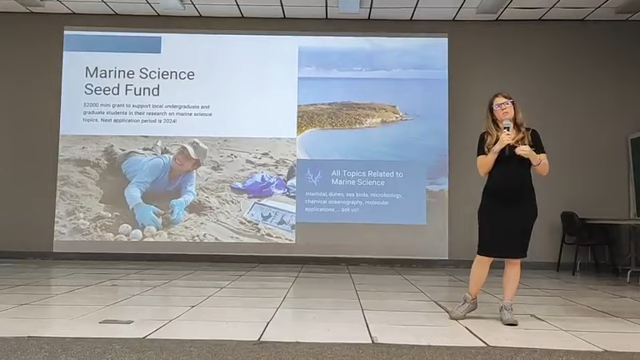 Marine Science
Seed Fund
$2000 mini grant to support local undergraduate and
graduate students in their research on marine science
topics. Next application period is 2024!
All Topics Related to
Marine Science
Intertidal, dunes, sea birds, microbiology,
chemical oceanography, molecular
applications... ask us!